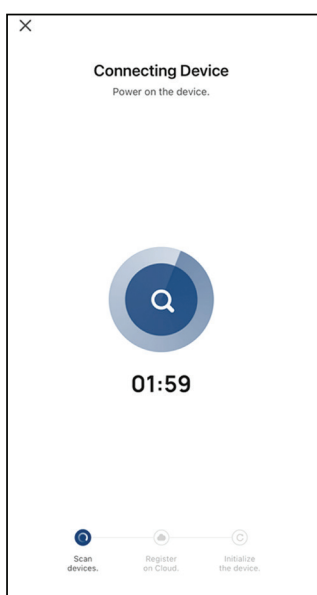 Connecting Device
Power on the device.
01:59
Scan
devices.
Register
on Cloud.
Initialize
the device.